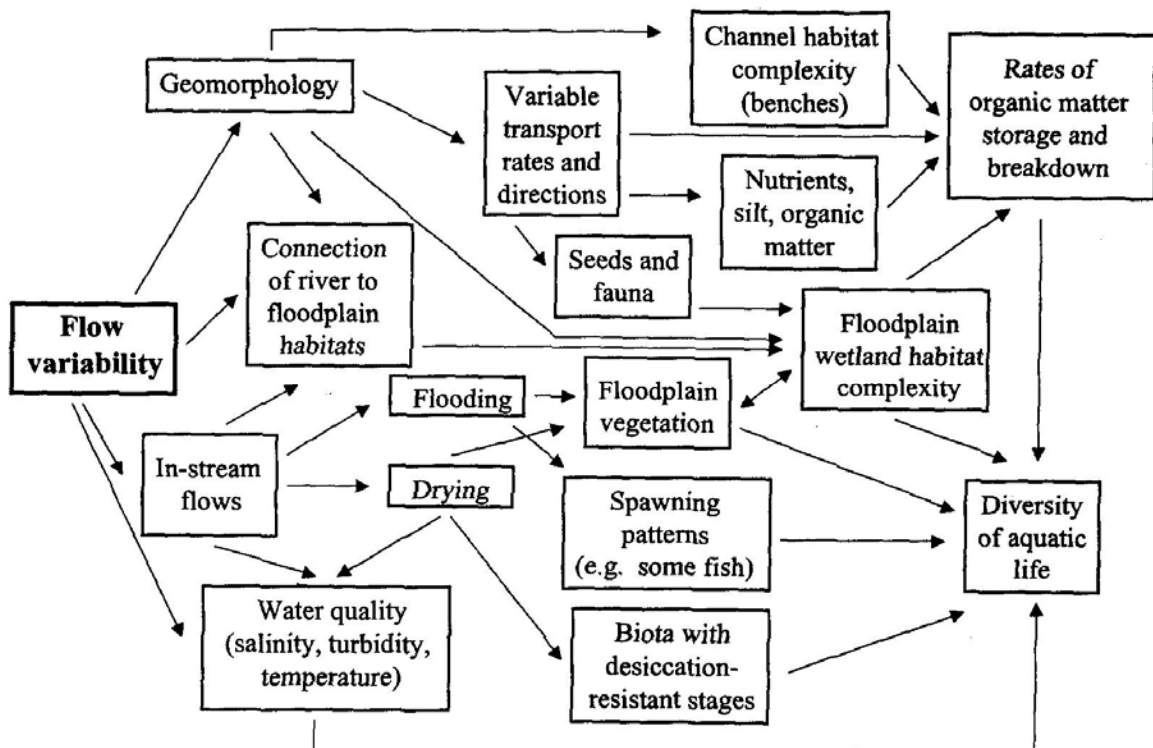 Geomorphology
Channel habitat
complexity
(benches)
Rates of
organic matter
storage and
breakdown
Variable
transport
rates and
directions
Nutrients,
silt, organic
matter
Connection
of river to
floodplain
habitats
Seeds and
fauna
Flow
variability
Floodplain
wetland habitat
complexity
Flooding
Floodplain
vegetation
In-stream
flows
Drying
Spawning
patterns
(e.g. some fish)
Diversity
of aquatic
life
Water quality
(salinity, turbidity,
temperature)
Biota with
desiccation-
resistant stages